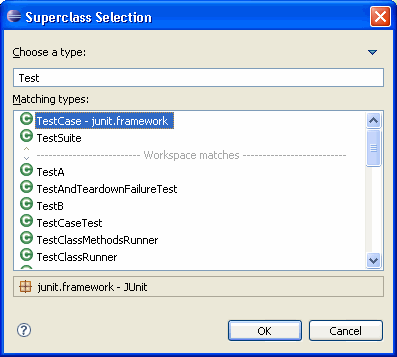 Superclass Selection
Choose a type:
Test
Matching types:
TestCase - junit.framework
TestSuite
Workspace matches
TestA
TestAndTeardownFailureTest
TestB
TestCaseTest
TestClassMethodsRunner
TestClassRunner
junit.framework - JUnit
OK
Cancel